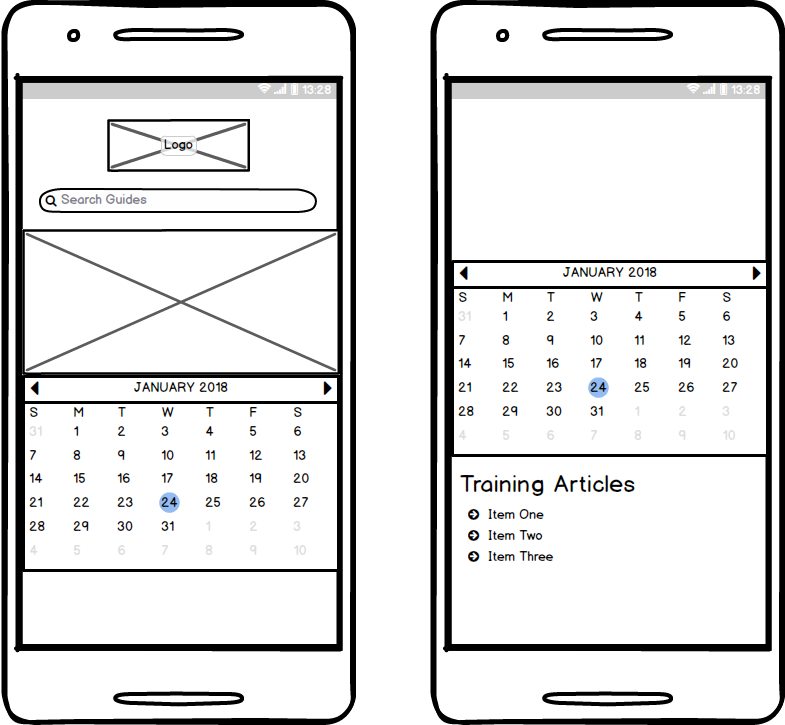 13:28
Logo
Search Guides
JANUARY 2018
S M T W T F S
31 1 2 3 4 5 6
7 8 9 10 11 12 13
14 15 16 17 18 19 20
21 22 23 24 25 26 27
28 29 30 31 1 2 3
4 5 6 7 8 9 10
13:28
JANUARY 2018
S M T W T F S
31 1 2 3 4 5 6
7 8 9 10 11 12 13
14 15 16 17 18 19 20
21 22 23 24 25 26 27
28 29 30 31 1 2 3
4 5 6 7 8 9 10
Training Articles
Item One
Item Two
Item Three